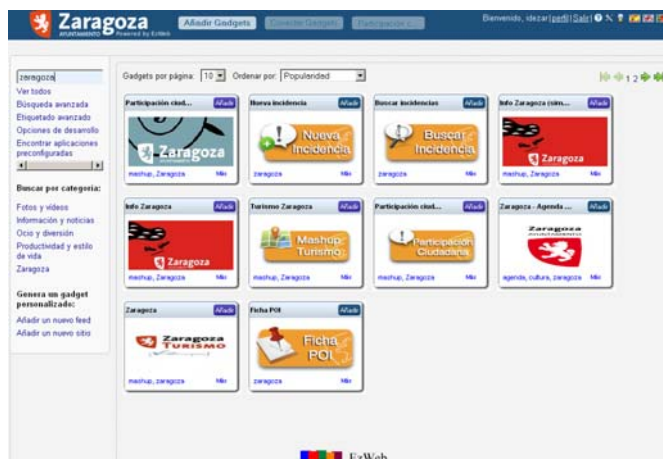 Zaragoza
AYUNTAMIENTO Powered by EzWeb
Añadir Gadgets
Conectar Gadgets
Bienvenido, idezar|perfil|Salir|
zaragoza
Ver todos
Búsqueda avanzada
Etiquetado avanzado
Opciones de desarrollo
Encontrar aplicaciones
preconfiguradas
Buscar por categoría:
Fotos y vídeos
Información y noticias
Ocio y diversión
Productividad y estilo
de vida
Zaragoza
Genera un gadget
personalizado:
Añadir un nuevo feed
Añadir un nuevo sitio
Gadgets por página: 10 Ordenar por: Popularidad
1 2
Participación ciud... Añadir
Zaragoza
mashup, Zaragoza Más
Nueva incidencia Añadir
Nueva
Incidencia
zaragoza Más
Buscar incidencias Añadir
Buscar
Incidencia
zaragoza Más
Info Zaragoza (sim... Añadir
Zaragoza
mashup, Zaragoza Más
Info Zaragoza Añadir
Zaragoza
mashup, Zaragoza Más
Turismo Zaragoza Añadir
Mashup
Turismo
mashup, Zaragoza Más
Participación ciud... Añadir
Participación
Ciudadana
mashup, Zaragoza Más
Zaragoza - Agenda ... Añadir
Zaragoza
AYUNTAMIENTO
agenda, cultura, zaragoza Más
Zaragoza Añadir
Zaragoza
TURISMO
mashup, zaragoza Más
Ficha POI Añadir
Ficha
POI
zaragoza Más
EzWeb